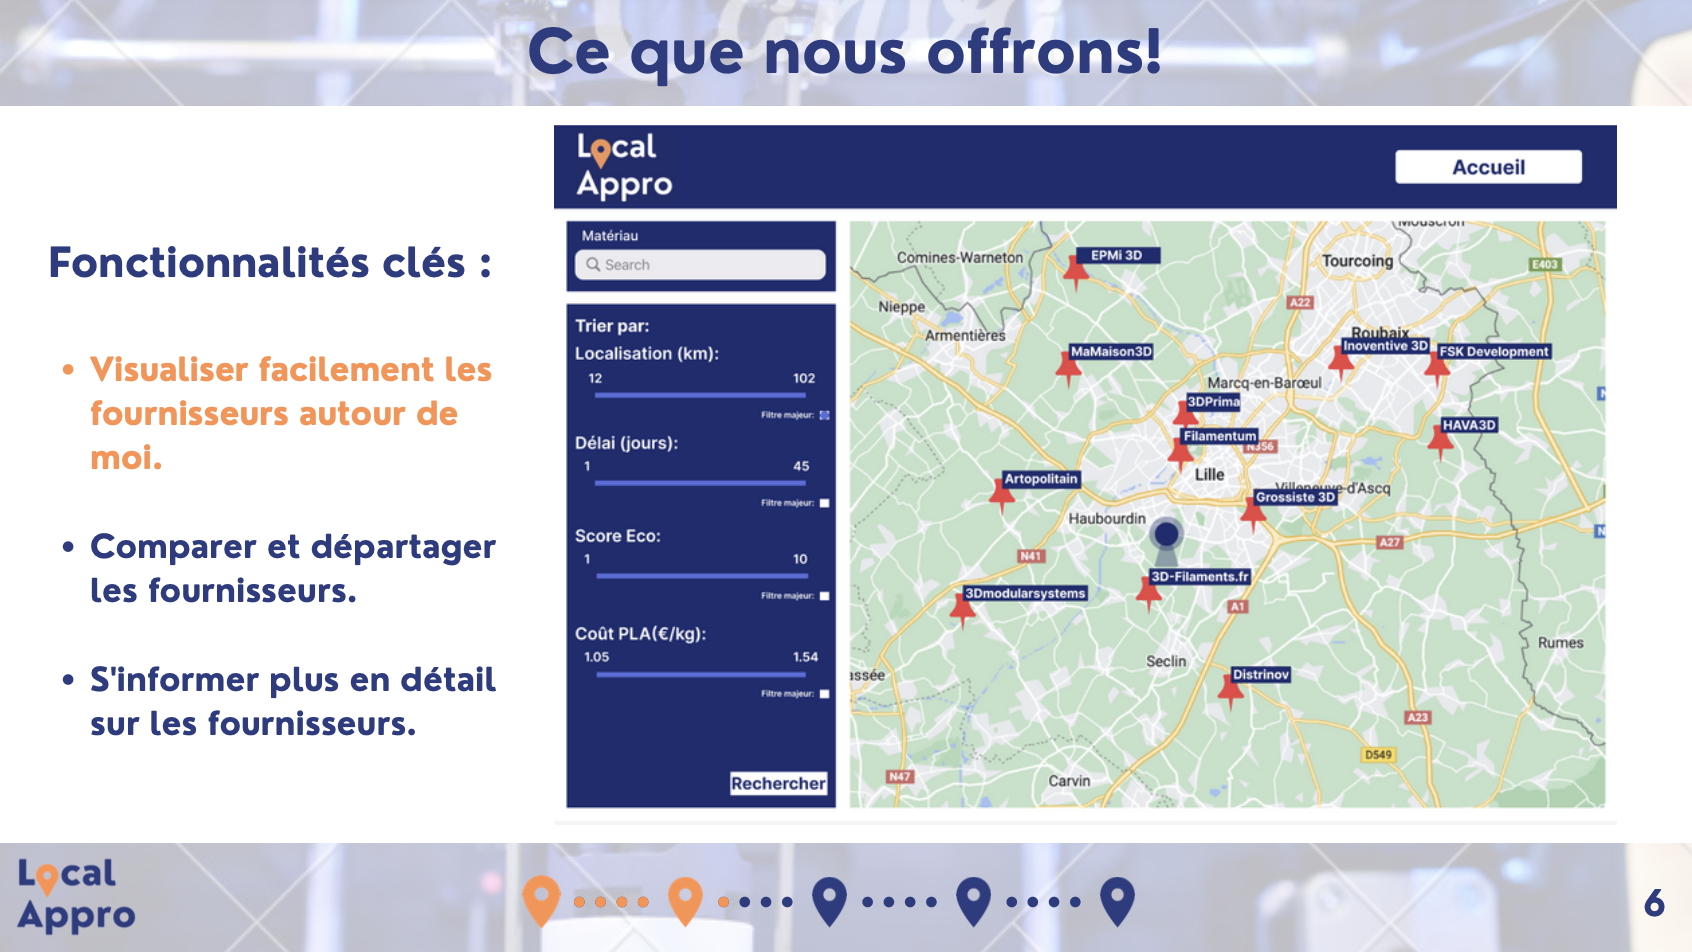 Ce que nous offrons!
Fonctionnalités clés :
• Visualiser facilement les
fournisseurs autour de
moi.
• Comparer et départager
les fournisseurs.
• S'informer plus en détail
sur les fournisseurs.
Local
Appro
Accueil
Matériau
Search
Trier par:
Localisation (km):
12 102
Filtre majeur:
Délai (jours):
1 45
Filtre majeur:
Score Eco:
1 10
Filtre majeur:
Coût PLA(€/kg):
1.05 1.54
Filtre majeur:
Rechercher
Mouscron
Comines-Warneton
EPMi 3D
Tourcoing
E403
Nieppe
A22
Armentières
Roubaix
Inoventive 3D
MaMaison3D
FSK Development
Marcq-en-Barœul
3DPrima
HAVA3D
Filamentum
N356
Lille
Artopolitain
Villeneuve-d'Ascq
Grossiste 3D
Haubourdin
A27
N41
3D-Filaments.fr
3Dmodularsystems
A1
Rumes
Seclin
assée
Distrinov
A23
D549
N47
Carvin
Local
Appro
6